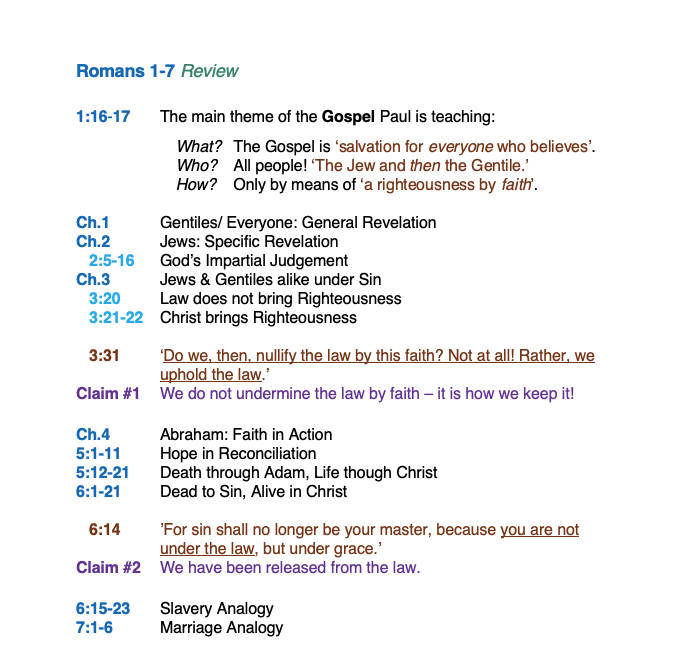 Romans 1-7 Review
1:16-17 The main theme of the Gospel Paul is teaching:
What? The Gospel is ‘salvation for everyone who believes’.
Who? All people! ‘The Jew and then the Gentile.’
How? Only by means of ‘a righteousness by faith’.
Ch.1 Gentiles/ Everyone: General Revelation
Ch.2 Jews: Specific Revelation
2:5-16 God’s Impartial Judgement
Ch.3 Jews & Gentiles alike under Sin
3:20 Law does not bring Righteousness
3:21-22 Christ brings Righteousness
3:31 ‘Do we, then, nullify the law by this faith? Not at all! Rather, we
uphold the law.’
Claim #1 We do not undermine the law by faith – it is how we keep it!
Ch.4 Abraham: Faith in Action
5:1-11 Hope in Reconciliation
5:12-21 Death through Adam, Life though Christ
6:1-21 Dead to Sin, Alive in Christ
6:14 ’For sin shall no longer be your master, because you are not
under the law, but under grace.’
Claim #2 We have been released from the law.
6:15-23 Slavery Analogy
7:1-6 Marriage Analogy